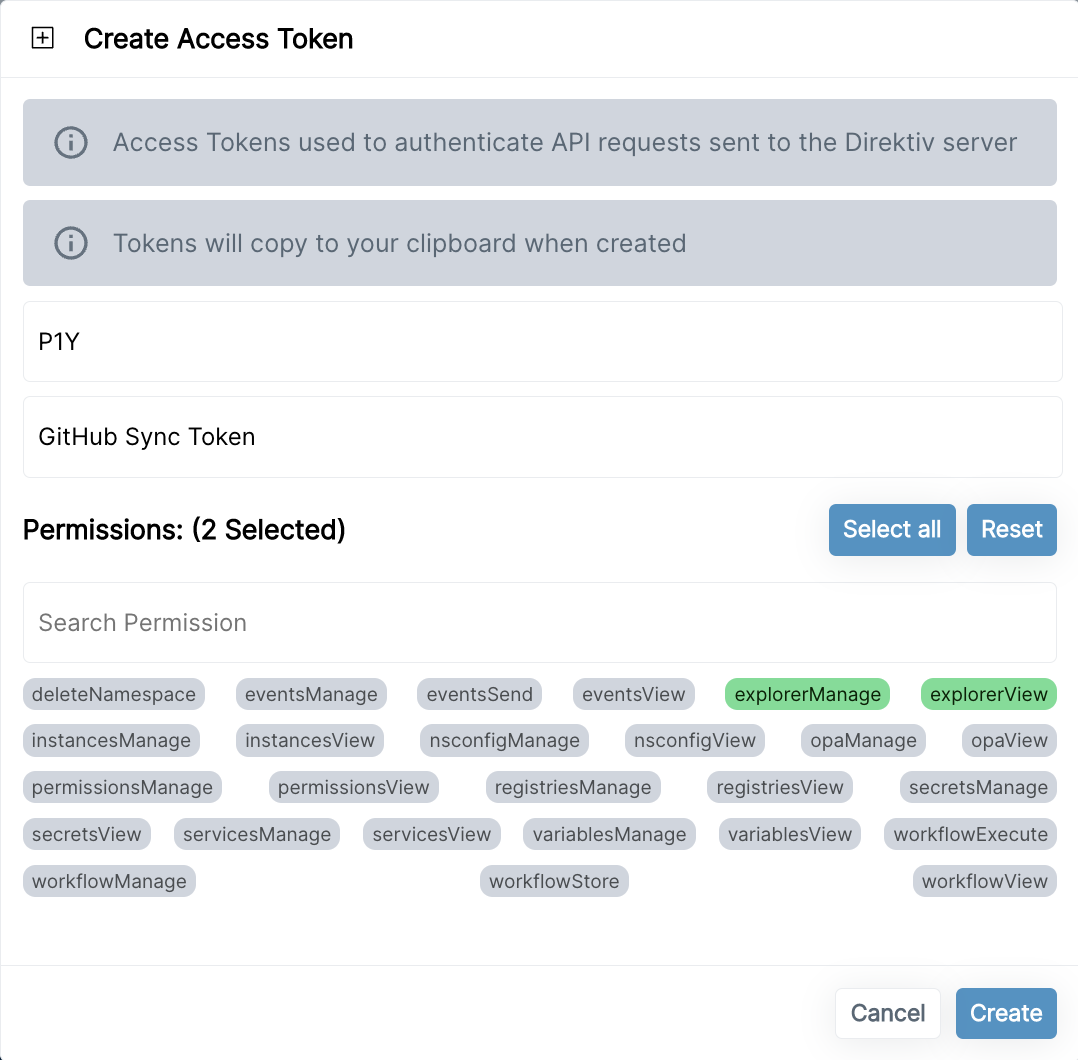 Create Access Token
Access Tokens used to authenticate API requests sent to the Direktiv server
Tokens will copy to your clipboard when created
P1Y
GitHub Sync Token
Permissions: (2 Selected) Select all Reset
Search Permission
deleteNamespace eventsManage eventsSend eventsView explorerManage explorerView
instancesManage instancesView nsconfigManage nsconfigView opaManage opaView
permissionsManage permissionsView registriesManage registriesView secretsManage
secretsView servicesManage servicesView variablesManage variablesView workflowExecute
workflowManage workflowStore workflowView
Cancel Create